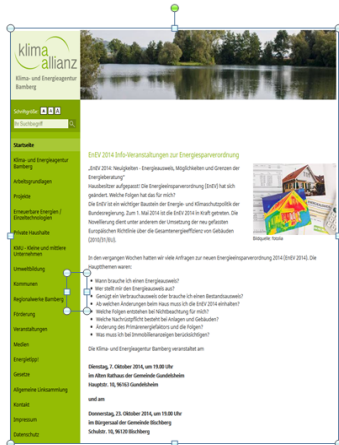 klima
allianz
Klima- und Energieagentur
Bamberg
Schriftgröße: A A A
Ihr Suchbegriff
Startseite
Klima- und Energieagentur
Bamberg
Arbeitsgrundlagen
Projekte
Erneuerbare Energien /
Einzeltechnologien
Private Haushalte
KMU - Kleine und mittlere
Unternehmen
Umweltbildung
Kommunen
Regionalwerke Bamberg
Förderung
Veranstaltungen
Medien
Energietipp!
Gesetze
Allgemeine Linksammlung
Kontakt
Impressum
Datenschutz
EnEV 2014 Info-Veranstaltungen zur Energiesparverordnung
„EnEV 2014: Neuigkeiten - Energieausweis, Möglichkeiten und Grenzen der
Energieberatung"
Hausbesitzer aufgepasst! Die Energieeinsparverordnung (EnEV) hat sich
geändert. Welche Folgen hat das für mich?
Die EnEV ist ein wichtiger Baustein der Energie- und Klimaschutzpolitik der
Bundesregierung. Zum 1. Mai 2014 ist die EnEV 2014 in Kraft getreten. Die
Novellierung dient unter anderem der Umsetzung der neu gefassten
Europäischen Richtlinie über die Gesamtenergieeffizienz von Gebäuden
(2010/31/EU).
Bildquelle: fotolia
In den vergangen Wochen hatten wir viele Anfragen zur neuen Energieeinsparverordnung 2014 (EnEV 2014). Die
Hauptthemen waren:
Wann brauche ich einen Energieausweis?
Wer stellt mir den Energieausweis aus?
Genügt ein Verbrauchsausweis oder brauche ich einen Bestandsausweis?
Ab welchen Änderungen beim Haus muss ich die EnEV 2014 einhalten?
Welche Folgen entstehen bei Nichtbeachtung für mich?
Welche Nachrüstpflicht besteht bei Anlagen und Gebäuden?
Änderung des Primärenergiefaktors und die Folgen?
Was muss ich bei Immobilienanzeigen berücksichtigen?
Die Klima- und Energieagentur Bamberg veranstaltet am
Dienstag, 7. Oktober 2014, um 19.00 Uhr
im Alten Rathaus der Gemeinde Gundelsheim
Hauptstr. 10, 96163 Gundelsheim
und am
Donnerstag, 23. Oktober 2014, um 19.00 Uhr
im Bürgersaal der Gemeinde Bischberg
Schulstr. 10, 96120 Bischberg